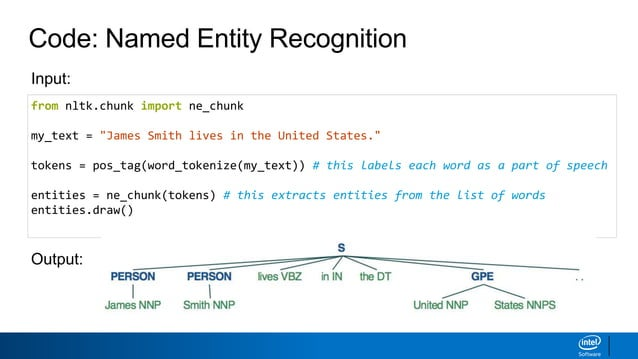 Code: Named Entity Recognition
Input:
from nltk.chunk import ne_chunk
my_text = "James Smith lives in the United States."
tokens = pos_tag(word_tokenize(my_text)) # this labels each word as a part of speech
entities = ne_chunk(tokens) # this extracts entities from the list of words
entities.draw()
Output:
S
PERSON PERSON lives VBZ in IN the DT GPE . .
James NNP Smith NNP United NNP States NNPS
intel
Software